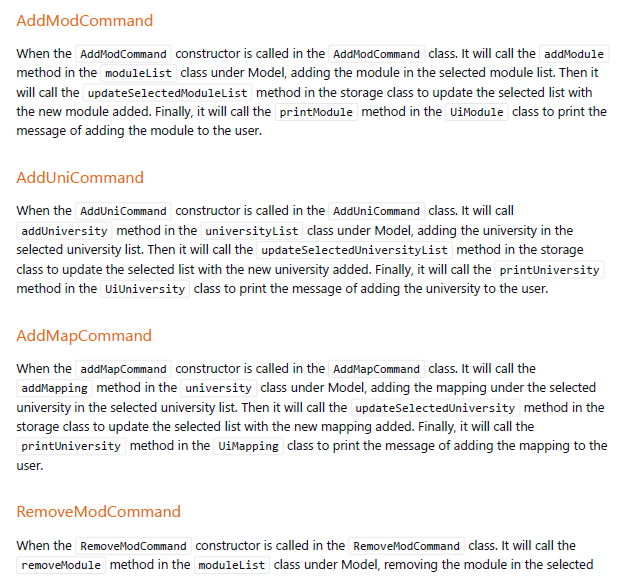 AddModCommand
When the AddModCommand constructor is called in the AddModCommand class. It will call the addModule
method in the moduleList class under Model, adding the module in the selected module list. Then it
will call the updateSelectedModuleList method in the storage class to update the selected list with
the new module added. Finally, it will call the printModule method in the UiModule class to print the
message of adding the module to the user.
AddUniCommand
When the AddUniCommand constructor is called in the AddUniCommand class. It will call
addUniversity method in the universityList class under Model, adding the university in the
selected university list. Then it will call the updateSelectedUniversityList method in the storage
class to update the selected list with the new university added. Finally, it will call the printUniversity
method in the UiUniversity class to print the message of adding the university to the user.
AddMapCommand
When the addMapCommand constructor is called in the AddMapCommand class. It will call the
addMapping method in the university class under Model, adding the mapping under the selected
university in the selected university list. Then it will call the updateSelectedUniversity method in the
storage class to update the selected list with the new mapping added. Finally, it will call the
printUniversity method in the UiMapping class to print the message of adding the mapping to the
user.
RemoveModCommand
When the RemoveModCommand constructor is called in the RemoveModCommand class. It will call the
removeModule method in the moduleList class under Model, removing the module in the selected